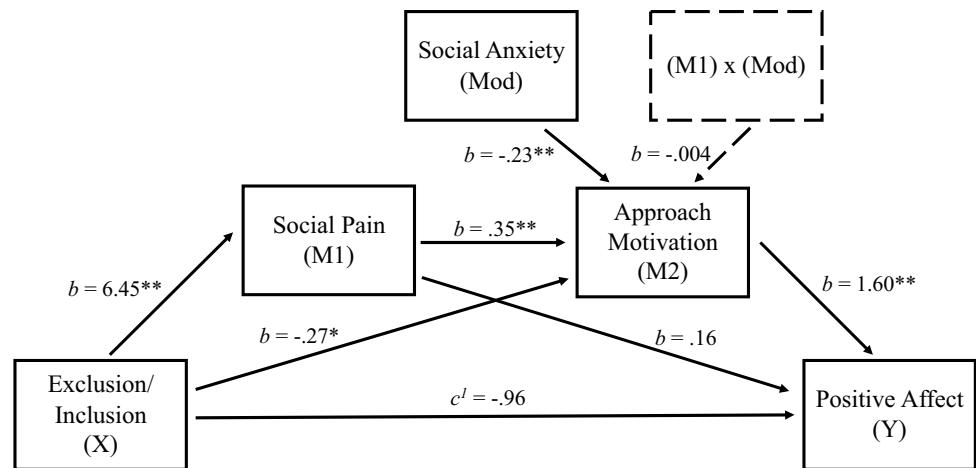 Social Anxiety
(Mod)
(M1) x (Mod)
b = -.23**
b = -.004
Social Pain
(M1)
b = .35**
Approach
Motivation
(M2)
b = 6.45**
b = 1.60**
b = -.27*
b = .16
Exclusion/
Inclusion
(X)
c¹ = -.96
Positive Affect
(Y)